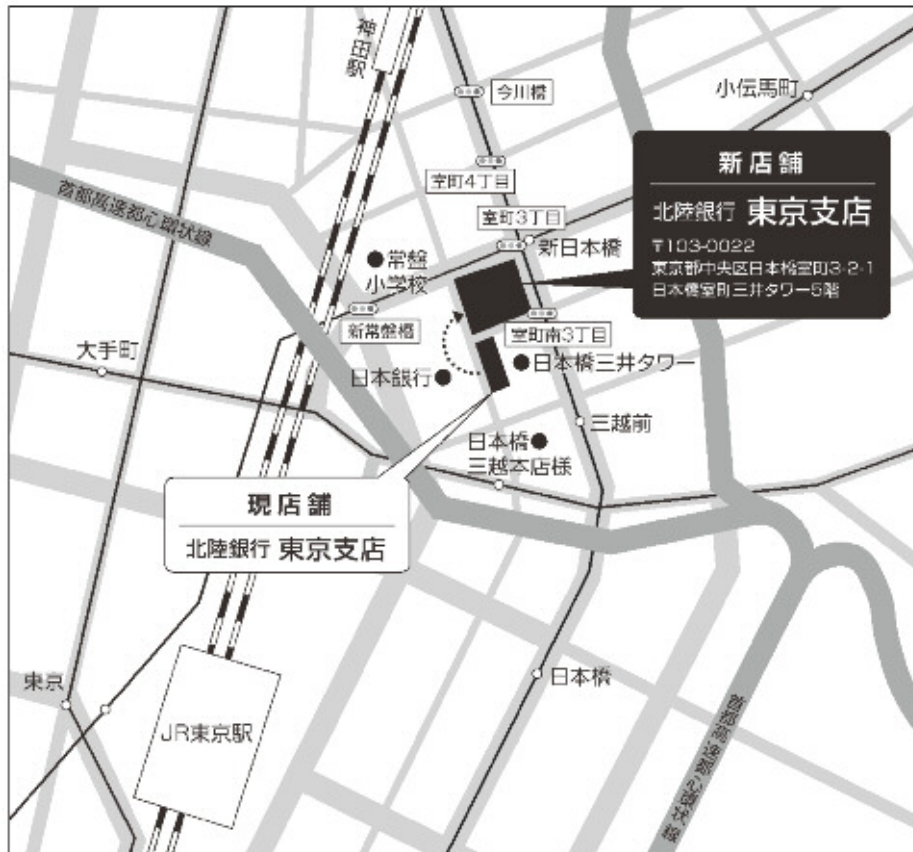 神田駅
今川橋
小伝馬町
室町4丁目
新店舗
北陸銀行 東京支店
〒103-0022
東京都中央区日本橋室町3-2-1
日本橋室町三井タワー5階
首都高速都心環状線
室町3丁目
新日本橋
常盤
小学校
新常盤橋
室町南3丁目
大手町
日本銀行
日本橋三井タワー
三越前
日本橋
三越本店様
現店舗
北陸銀行 東京支店
東京
JR東京駅
日本橋
首都高速都心環状線